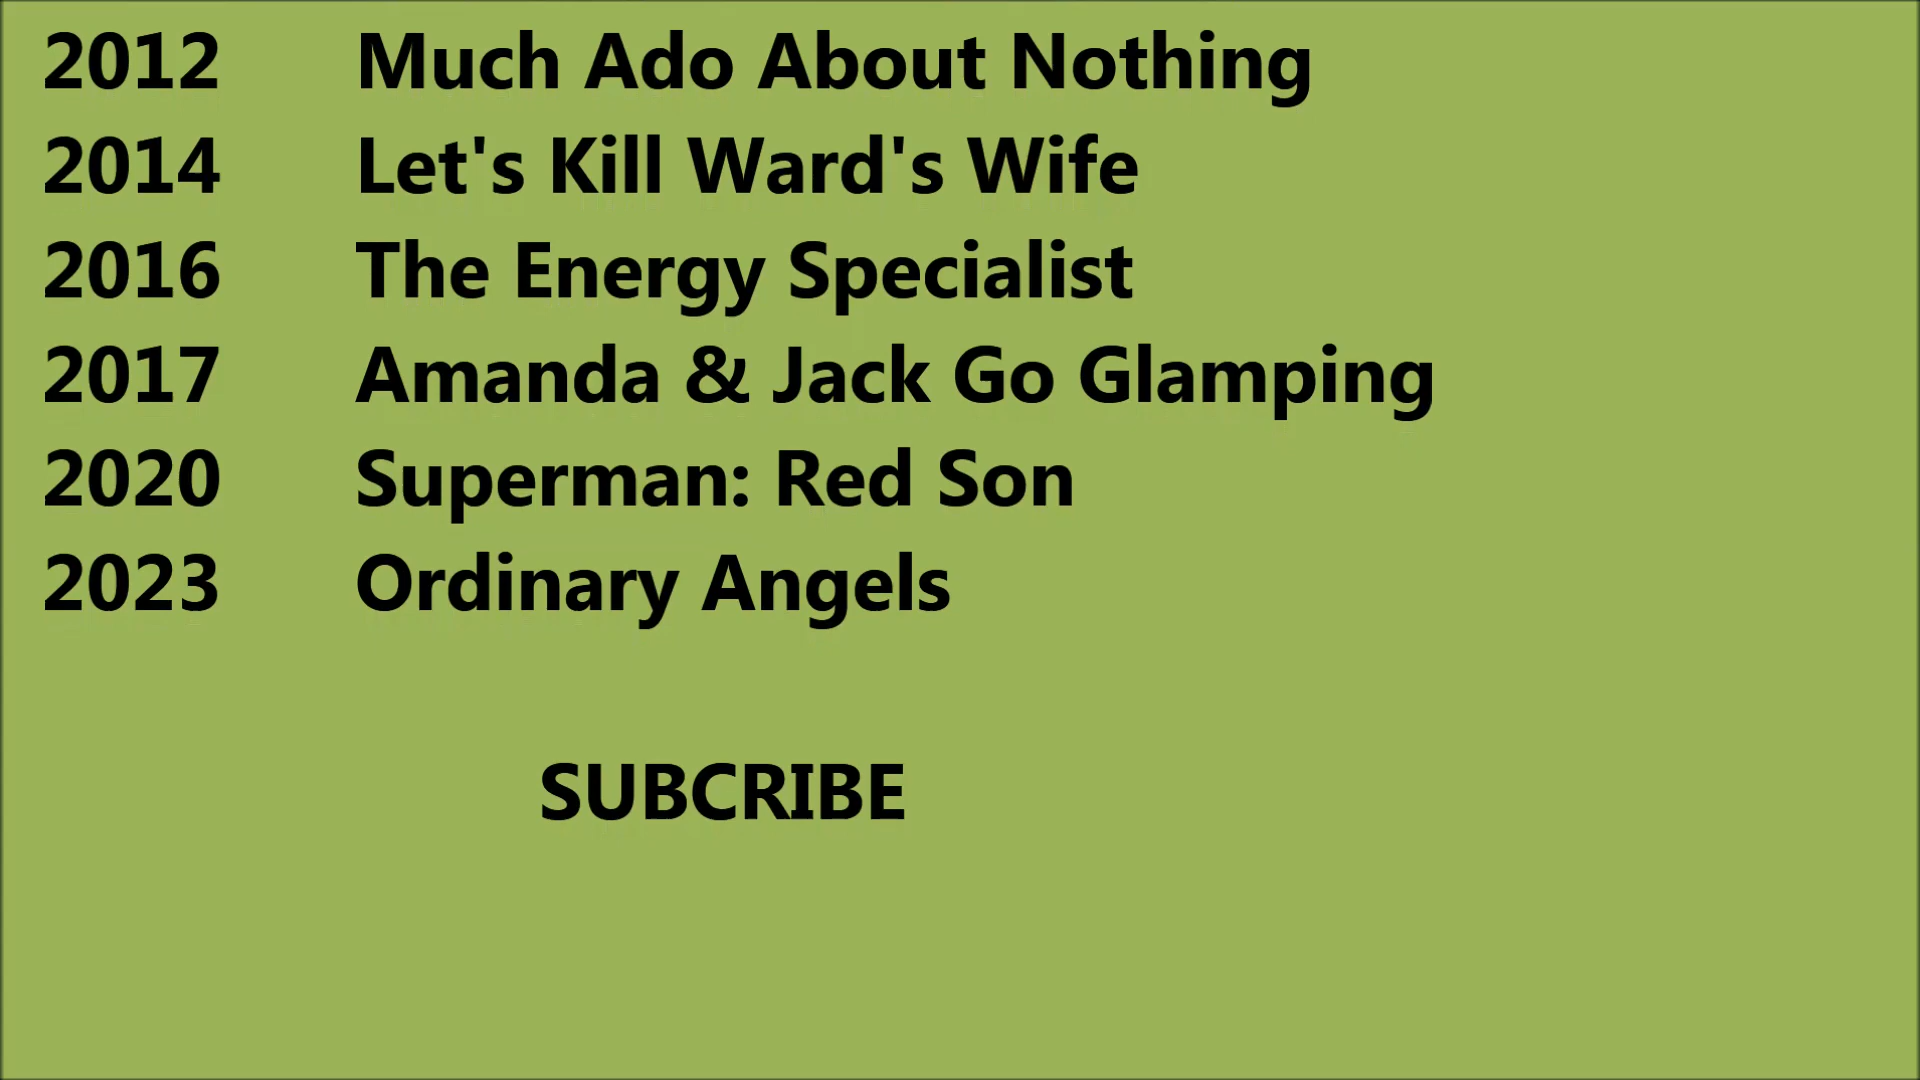 2012 Much Ado About Nothing
2014 Let's Kill Ward's Wife
2016 The Energy Specialist
2017 Amanda & Jack Go Glamping
2020 Superman: Red Son
2023 Ordinary Angels
SUBCRIBE